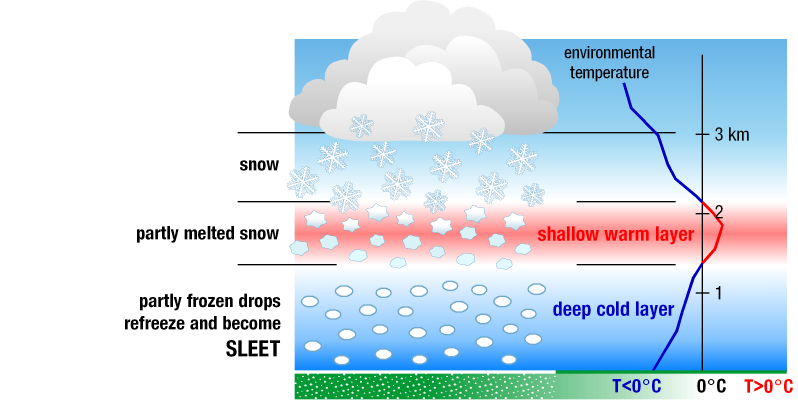 environmental
temperature
3 km
snow
2
partly melted snow
shallow warm layer
1
partly frozen drops
refreeze and become
SLEET
deep cold layer
T<0°C
0°C
T>0°C